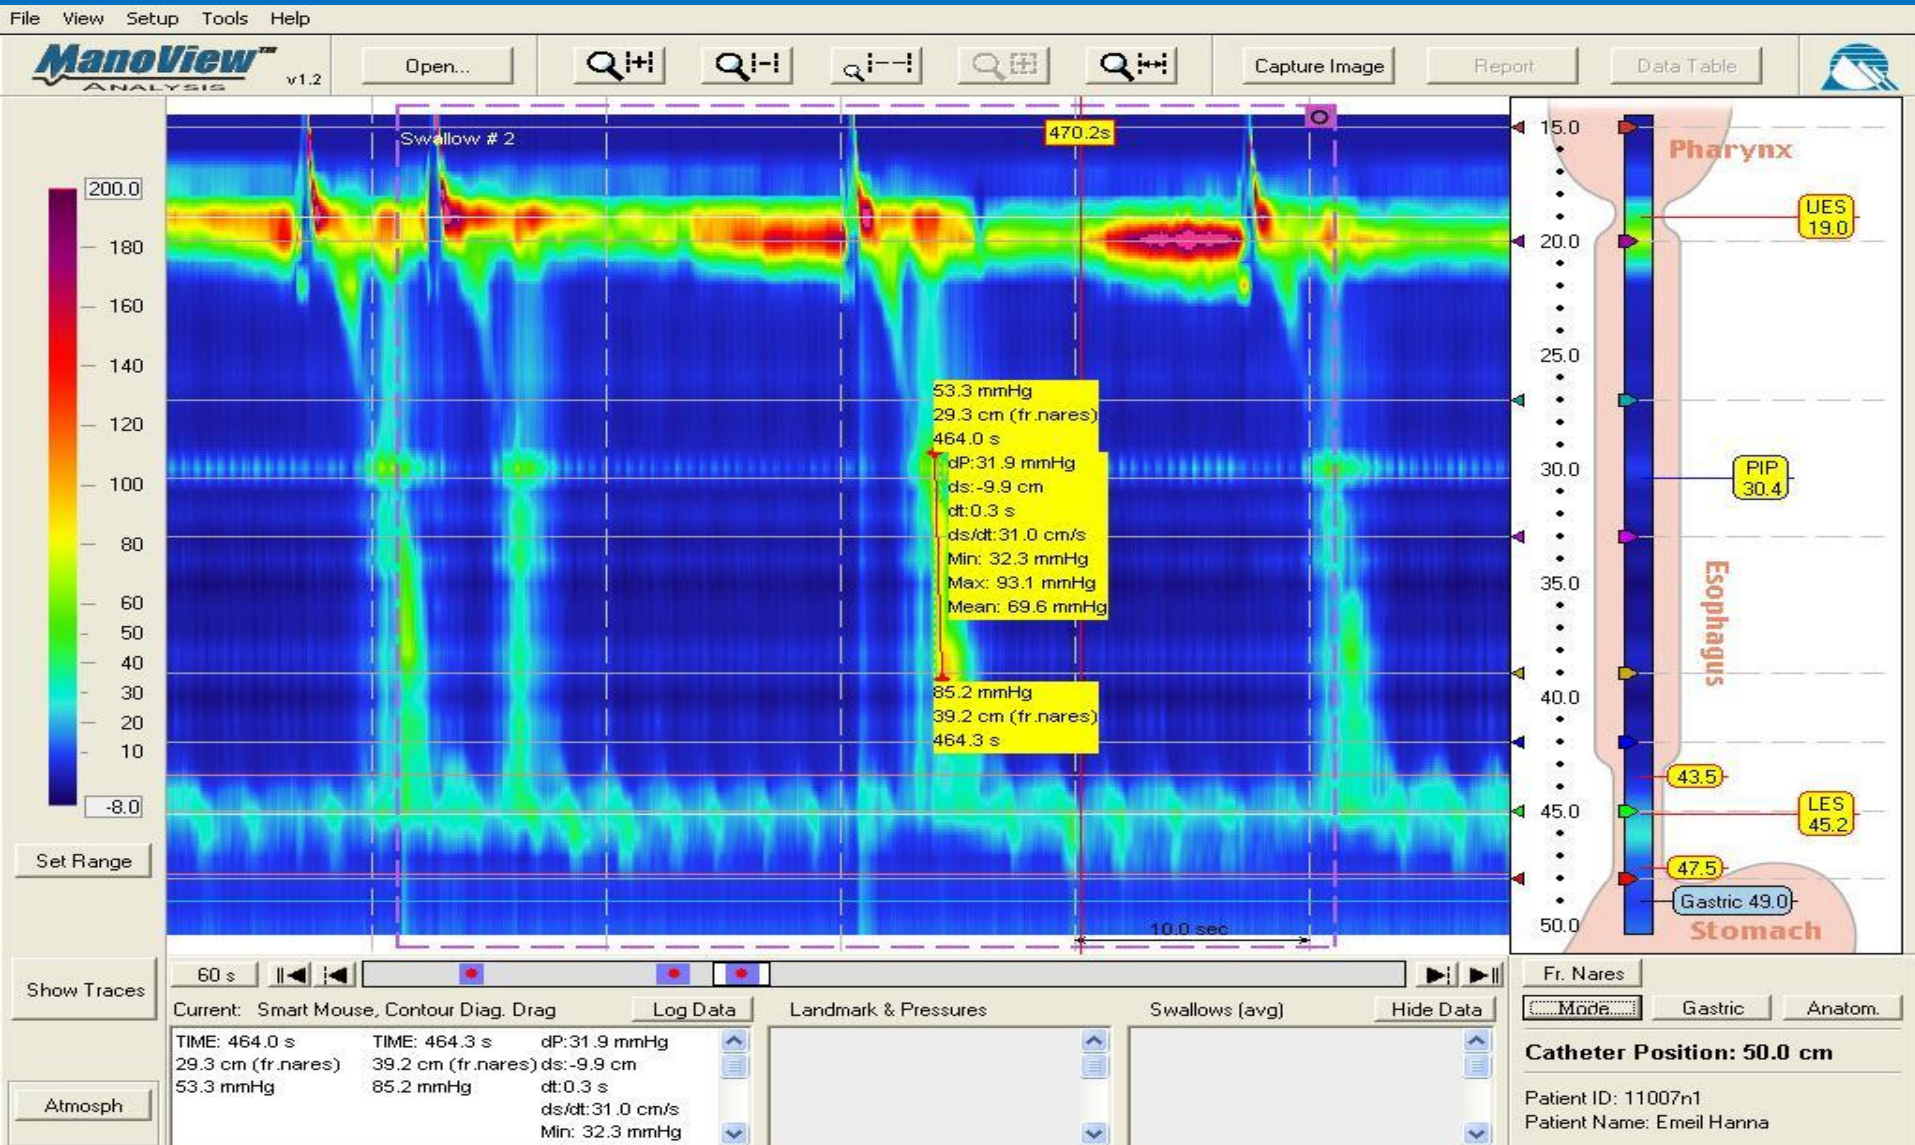 File View Setup Tools Help
ManoView™
ANALYSIS
v1.2
Open...
Capture Image
Report
Data Table
Swallow # 2
470.2s
200.0
180
160
140
120
100
80
60
50
40
30
20
10
-8.0
53.3 mmHg
29.3 cm (fr.nares)
464.0 s
dP:31.9 mmHg
ds:-9.9 cm
dt:0.3 s
ds/dt:31.0 cm/s
Min: 32.3 mmHg
Max: 93.1 mmHg
Mean: 69.6 mmHg
85.2 mmHg
39.2 cm (fr.nares)
464.3 s
10.0 sec
15.0
20.0
25.0
30.0
35.0
40.0
45.0
50.0
Pharynx
UES
19.0
PIP
30.4
Esophagus
43.5
LES
45.2
47.5
Gastric 49.0
Stomach
Set Range
Show Traces
Atmosph
60 s
Current: Smart Mouse, Contour Diag. Drag
Log Data
Landmark & Pressures
Swallows (avg)
Hide Data
TIME: 464.0 s TIME: 464.3 s dP:31.9 mmHg
29.3 cm (fr.nares) 39.2 cm (fr.nares) ds:-9.9 cm
53.3 mmHg 85.2 mmHg dt:0.3 s
ds/dt:31.0 cm/s
Min: 32.3 mmHg
Fr. Nares
Mode
Gastric
Anatom.
Catheter Position: 50.0 cm
Patient ID: 11007n1
Patient Name: Emeil Hanna